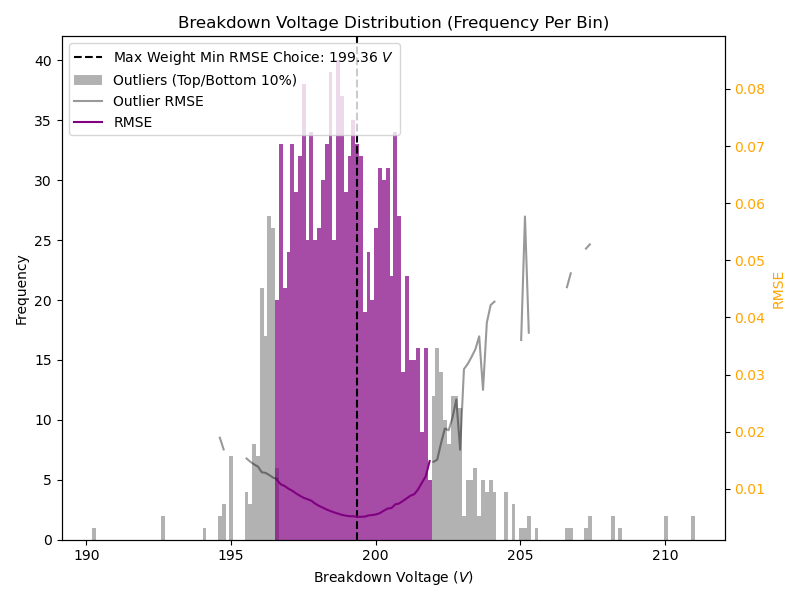 Breakdown Voltage Distribution (Frequency Per Bin)
Max Weight Min RMSE Choice: 199.36 V
Outliers (Top/Bottom 10%)
Outlier RMSE
RMSE
40
35
30
25
20
15
10
5
0
Frequency
0.08
0.07
0.06
0.05
0.04
0.03
0.02
0.01
RMSE
190
195
200
205
210
Breakdown Voltage (V)